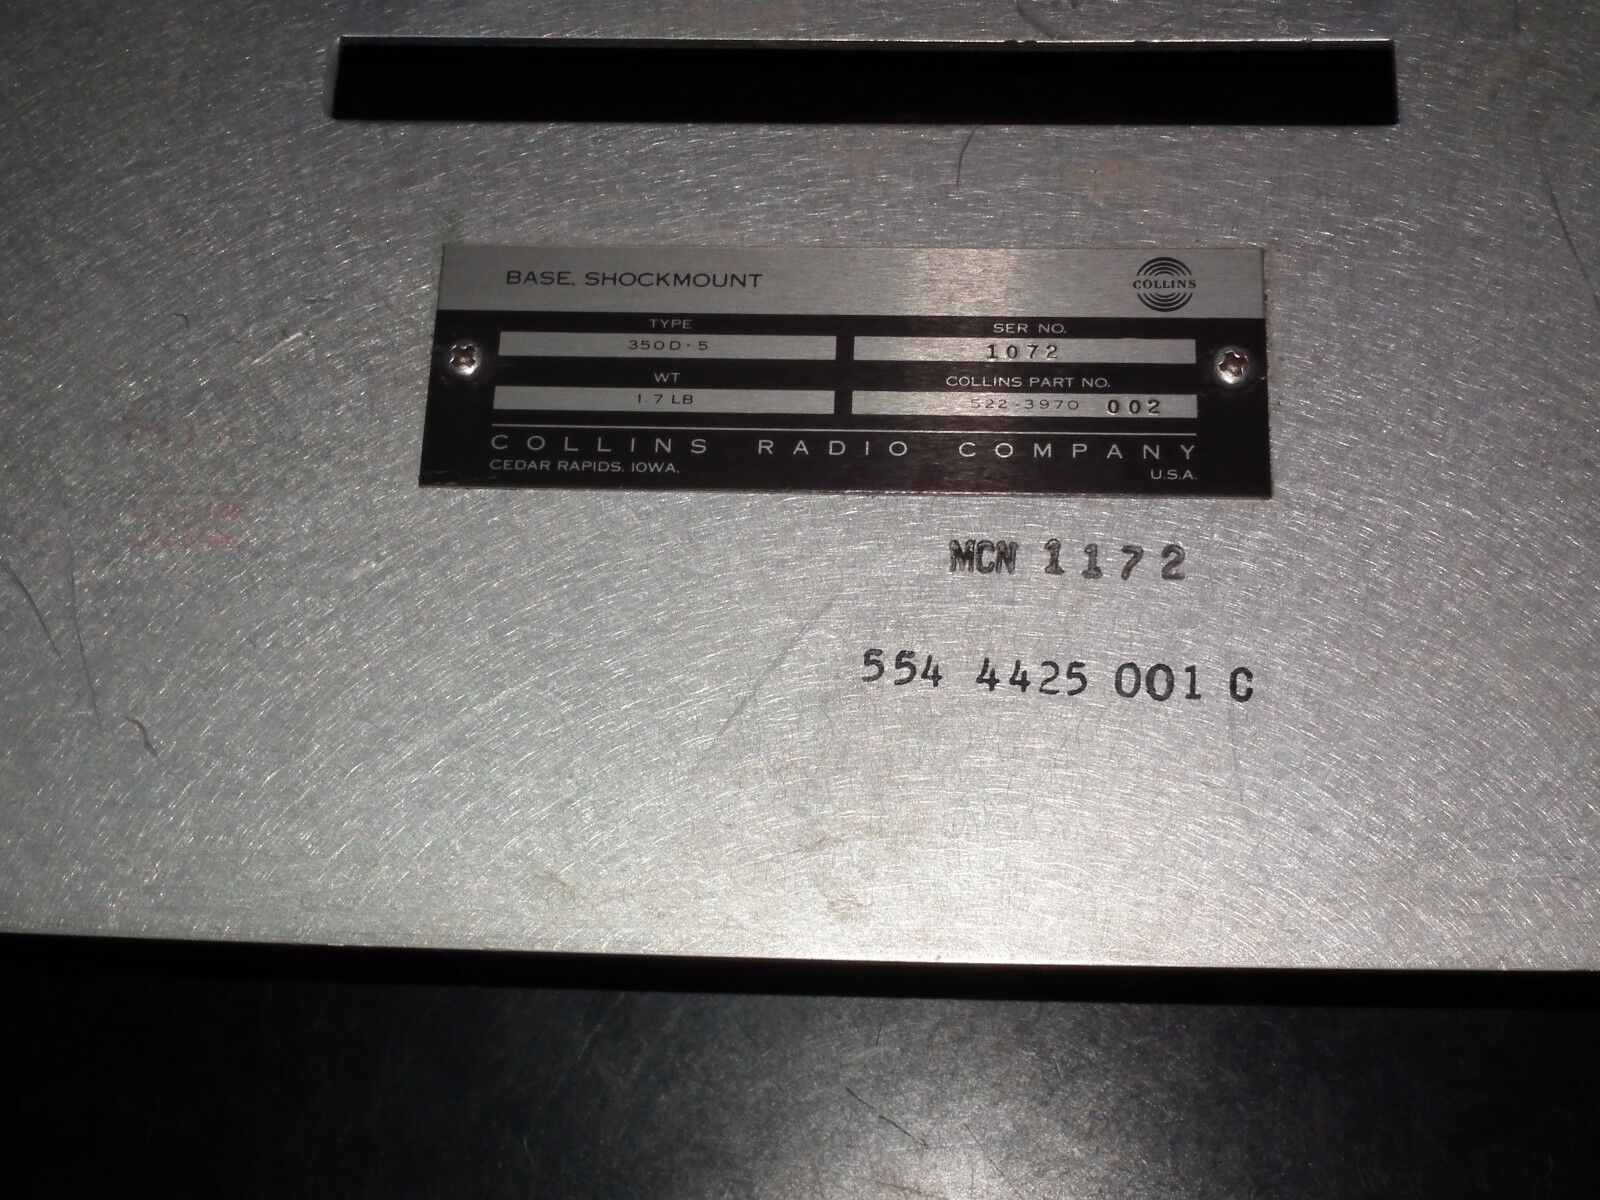 BASE, SHOCKMOUNT
COLLINS
TYPE
350D-5
SER NO.
1072
WT
1.7 LB
COLLINS PART NO.
522-3970 002
COLLINS RADIO COMPANY
CEDAR RAPIDS, IOWA.
U.S.A.
MCN 1172
554 4425 001 C